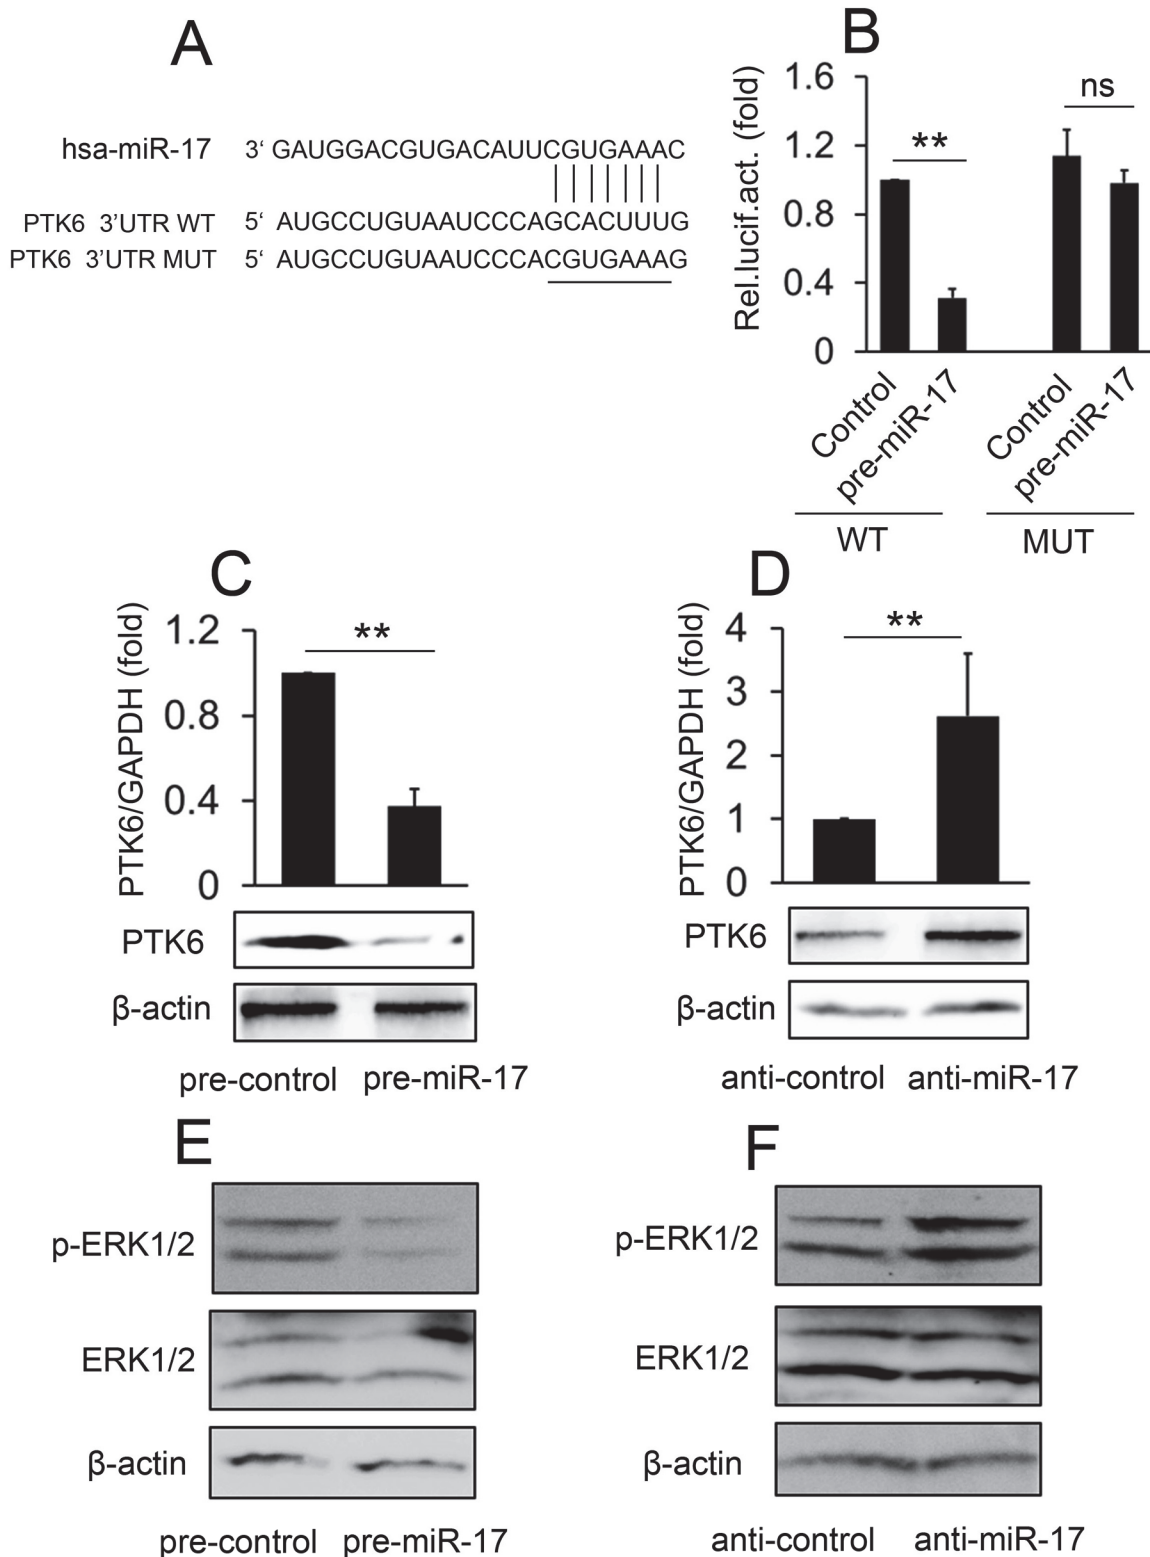 A
hsa-miR-17 3‘ GAUGGACGUGACAUUCGUGAAAC
PTK6 3’UTR WT 5‘ AUGCCUGUAAUCCCAGCACUUUG
PTK6 3’UTR MUT 5‘ AUGCCUGUAAUCCCACGUGAAAG
B
Rel.lucif.act. (fold)
1.6
1.2
0.8
0.4
0
**
ns
Control
pre-miR-17
Control
pre-miR-17
WT
MUT
C
PTK6/GAPDH (fold)
1.2
0.8
0.4
0
**
PTK6
β-actin
pre-control pre-miR-17
D
PTK6/GAPDH (fold)
4
3
2
1
0
**
PTK6
β-actin
anti-control anti-miR-17
E
p-ERK1/2
ERK1/2
β-actin
pre-control pre-miR-17
F
p-ERK1/2
ERK1/2
β-actin
anti-control anti-miR-17